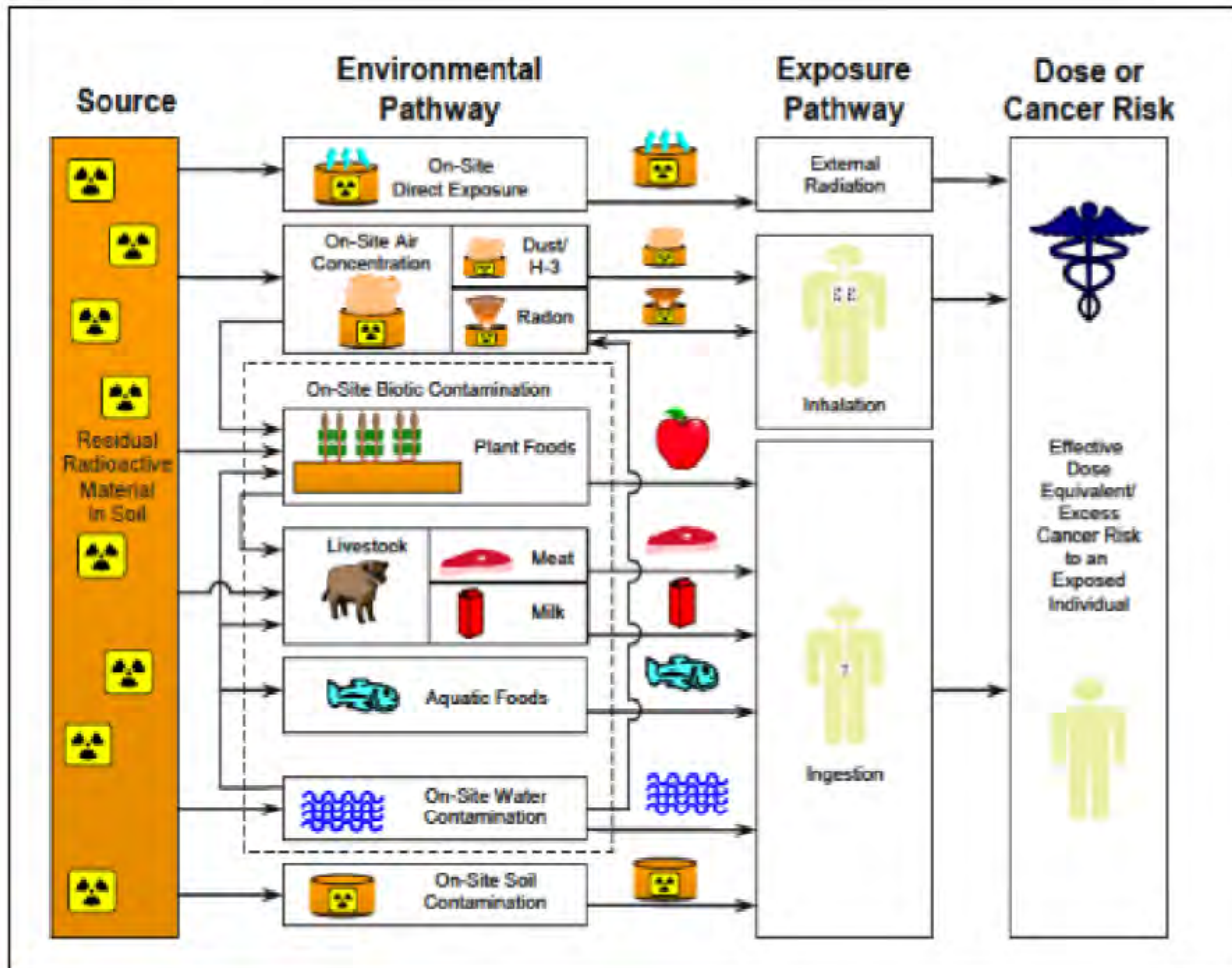 Source
Environmental
Pathway
Exposure
Pathway
Dose or
Cancer Risk
Residual
Radioactive
Material
In Soil
On-Site
Direct Exposure
On-Site Air
Concentration
Dust/
H-3
Radon
On-Site Biotic Contamination
Plant Foods
Livestock
Meat
Milk
Aquatic Foods
On-Site Water
Contamination
On-Site Soil
Contamination
External
Radiation
Inhalation
Ingestion
Effective
Dose
Equivalent/
Excess
Cancer Risk
to an
Exposed
Individual